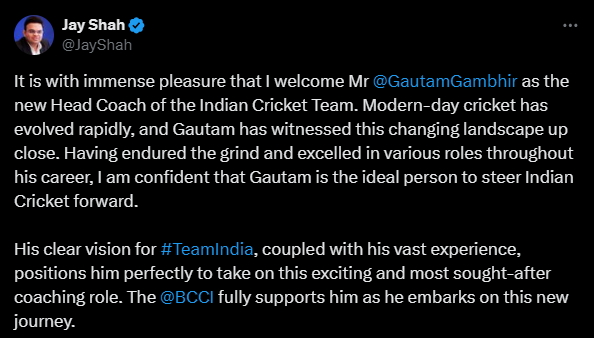 Jay Shah
@JayShah
It is with immense pleasure that I welcome Mr @GautamGambhir as the
new Head Coach of the Indian Cricket Team. Modern-day cricket has
evolved rapidly, and Gautam has witnessed this changing landscape up
close. Having endured the grind and excelled in various roles throughout
his career, I am confident that Gautam is the ideal person to steer Indian
Cricket forward.
His clear vision for #TeamIndia, coupled with his vast experience,
positions him perfectly to take on this exciting and most sought-after
coaching role. The @BCCI fully supports him as he embarks on this new
journey.